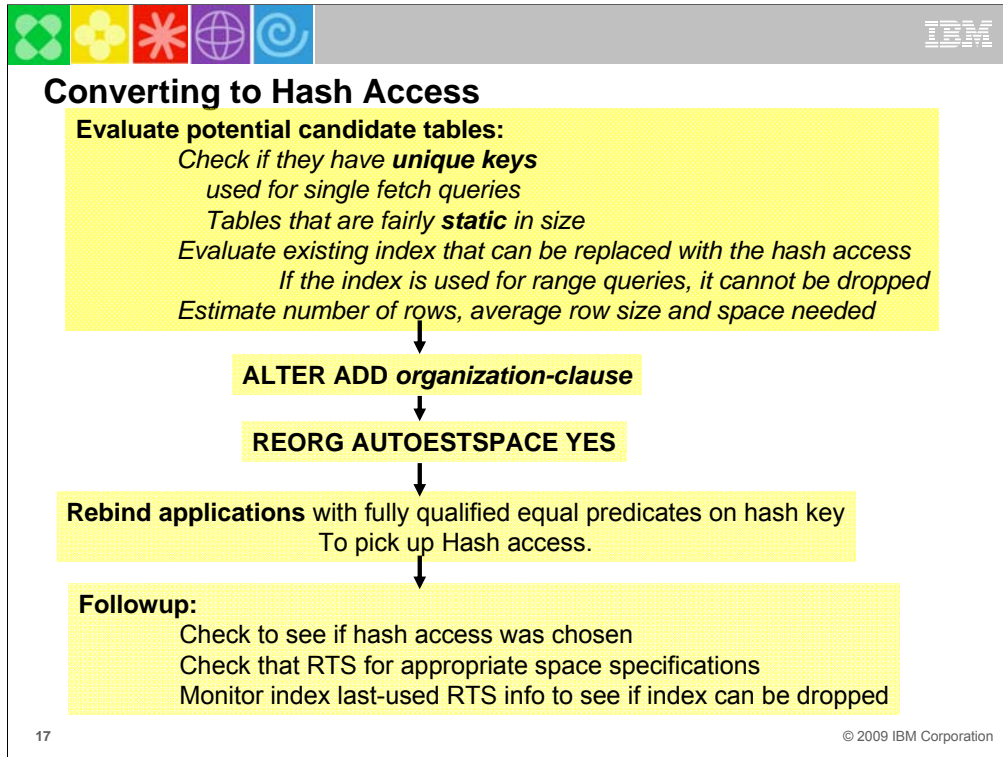 IBM
Converting to Hash Access
Evaluate potential candidate tables:
Check if they have unique keys
used for single fetch queries
Tables that are fairly static in size
Evaluate existing index that can be replaced with the hash access
If the index is used for range queries, it cannot be dropped
Estimate number of rows, average row size and space needed
ALTER ADD organization-clause
REORG AUTOESTSPACE YES
Rebind applications with fully qualified equal predicates on hash key
To pick up Hash access.
Followup:
Check to see if hash access was chosen
Check that RTS for appropriate space specifications
Monitor index last-used RTS info to see if index can be dropped
17
© 2009 IBM Corporation